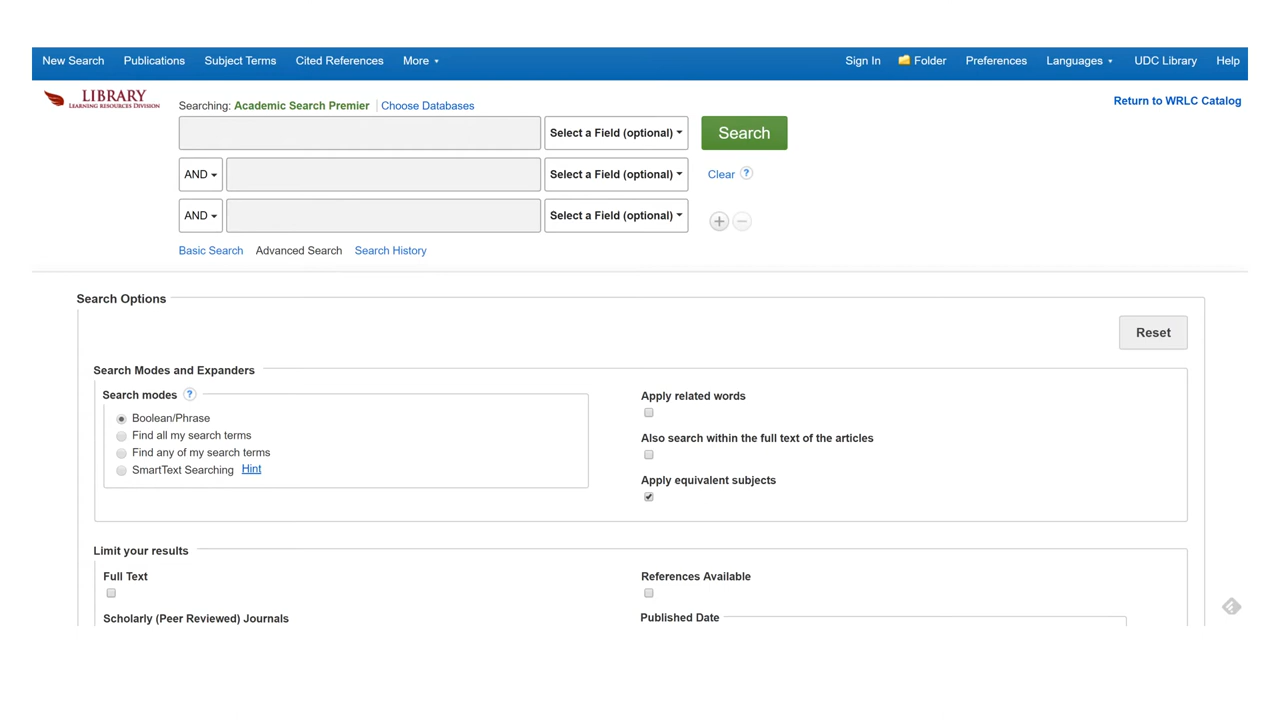 New Search Publications Subject Terms Cited References More Sign In Folder Preferences Languages UDC Library Help
LIBRARY
LEARNING RESOURCES DIVISION
Searching: Academic Search Premier Choose Databases
Return to WRLC Catalog
Select a Field (optional) Search
AND Select a Field (optional) Clear ?
AND Select a Field (optional) + −
Basic Search Advanced Search Search History
Search Options
Reset
Search Modes and Expanders
Search modes ?
Boolean/Phrase
Find all my search terms
Find any of my search terms
SmartText Searching Hint
Apply related words
Also search within the full text of the articles
Apply equivalent subjects
Limit your results
Full Text
References Available
Scholarly (Peer Reviewed) Journals
Published Date